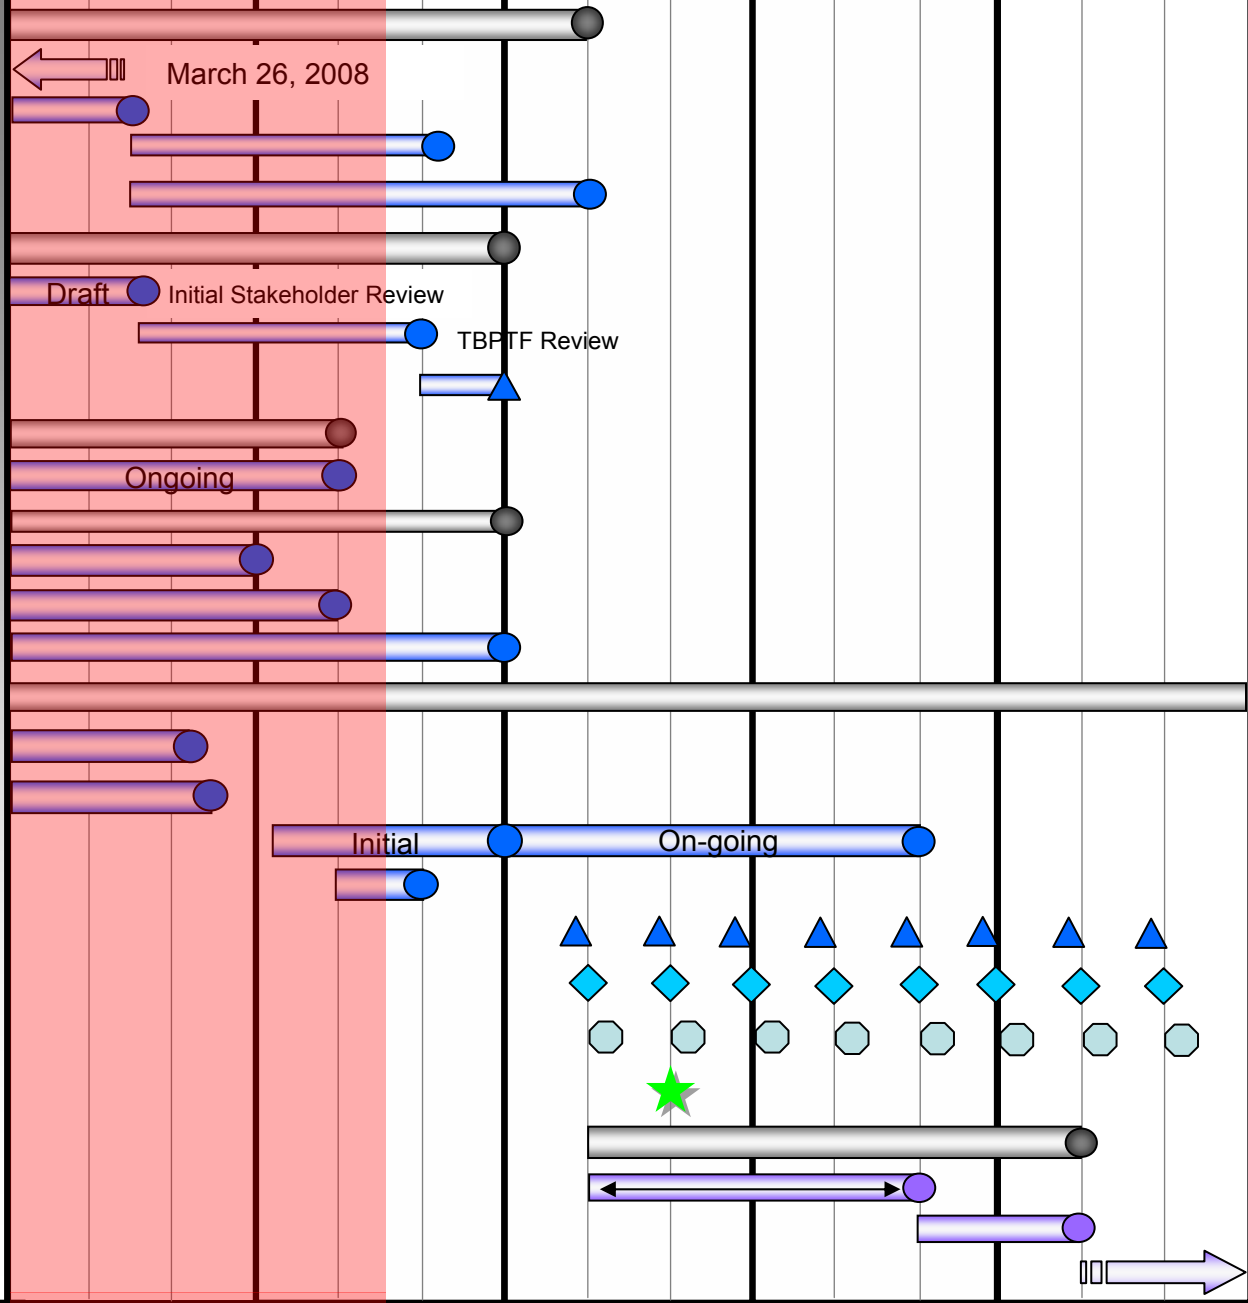 March 26, 2008
Draft
Initial Stakeholder Review
TBPTF Review
Ongoing
Initial
On-going